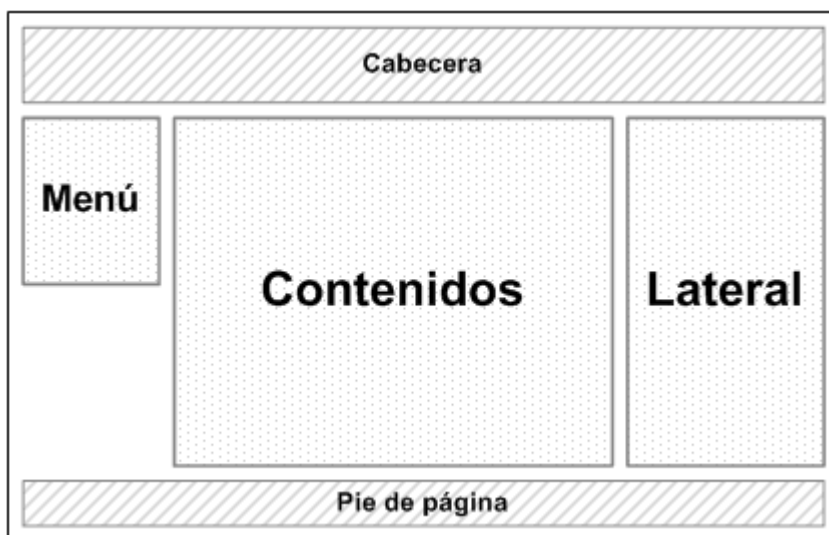 Cabecera
Menú
Contenidos
Lateral
Pie de página